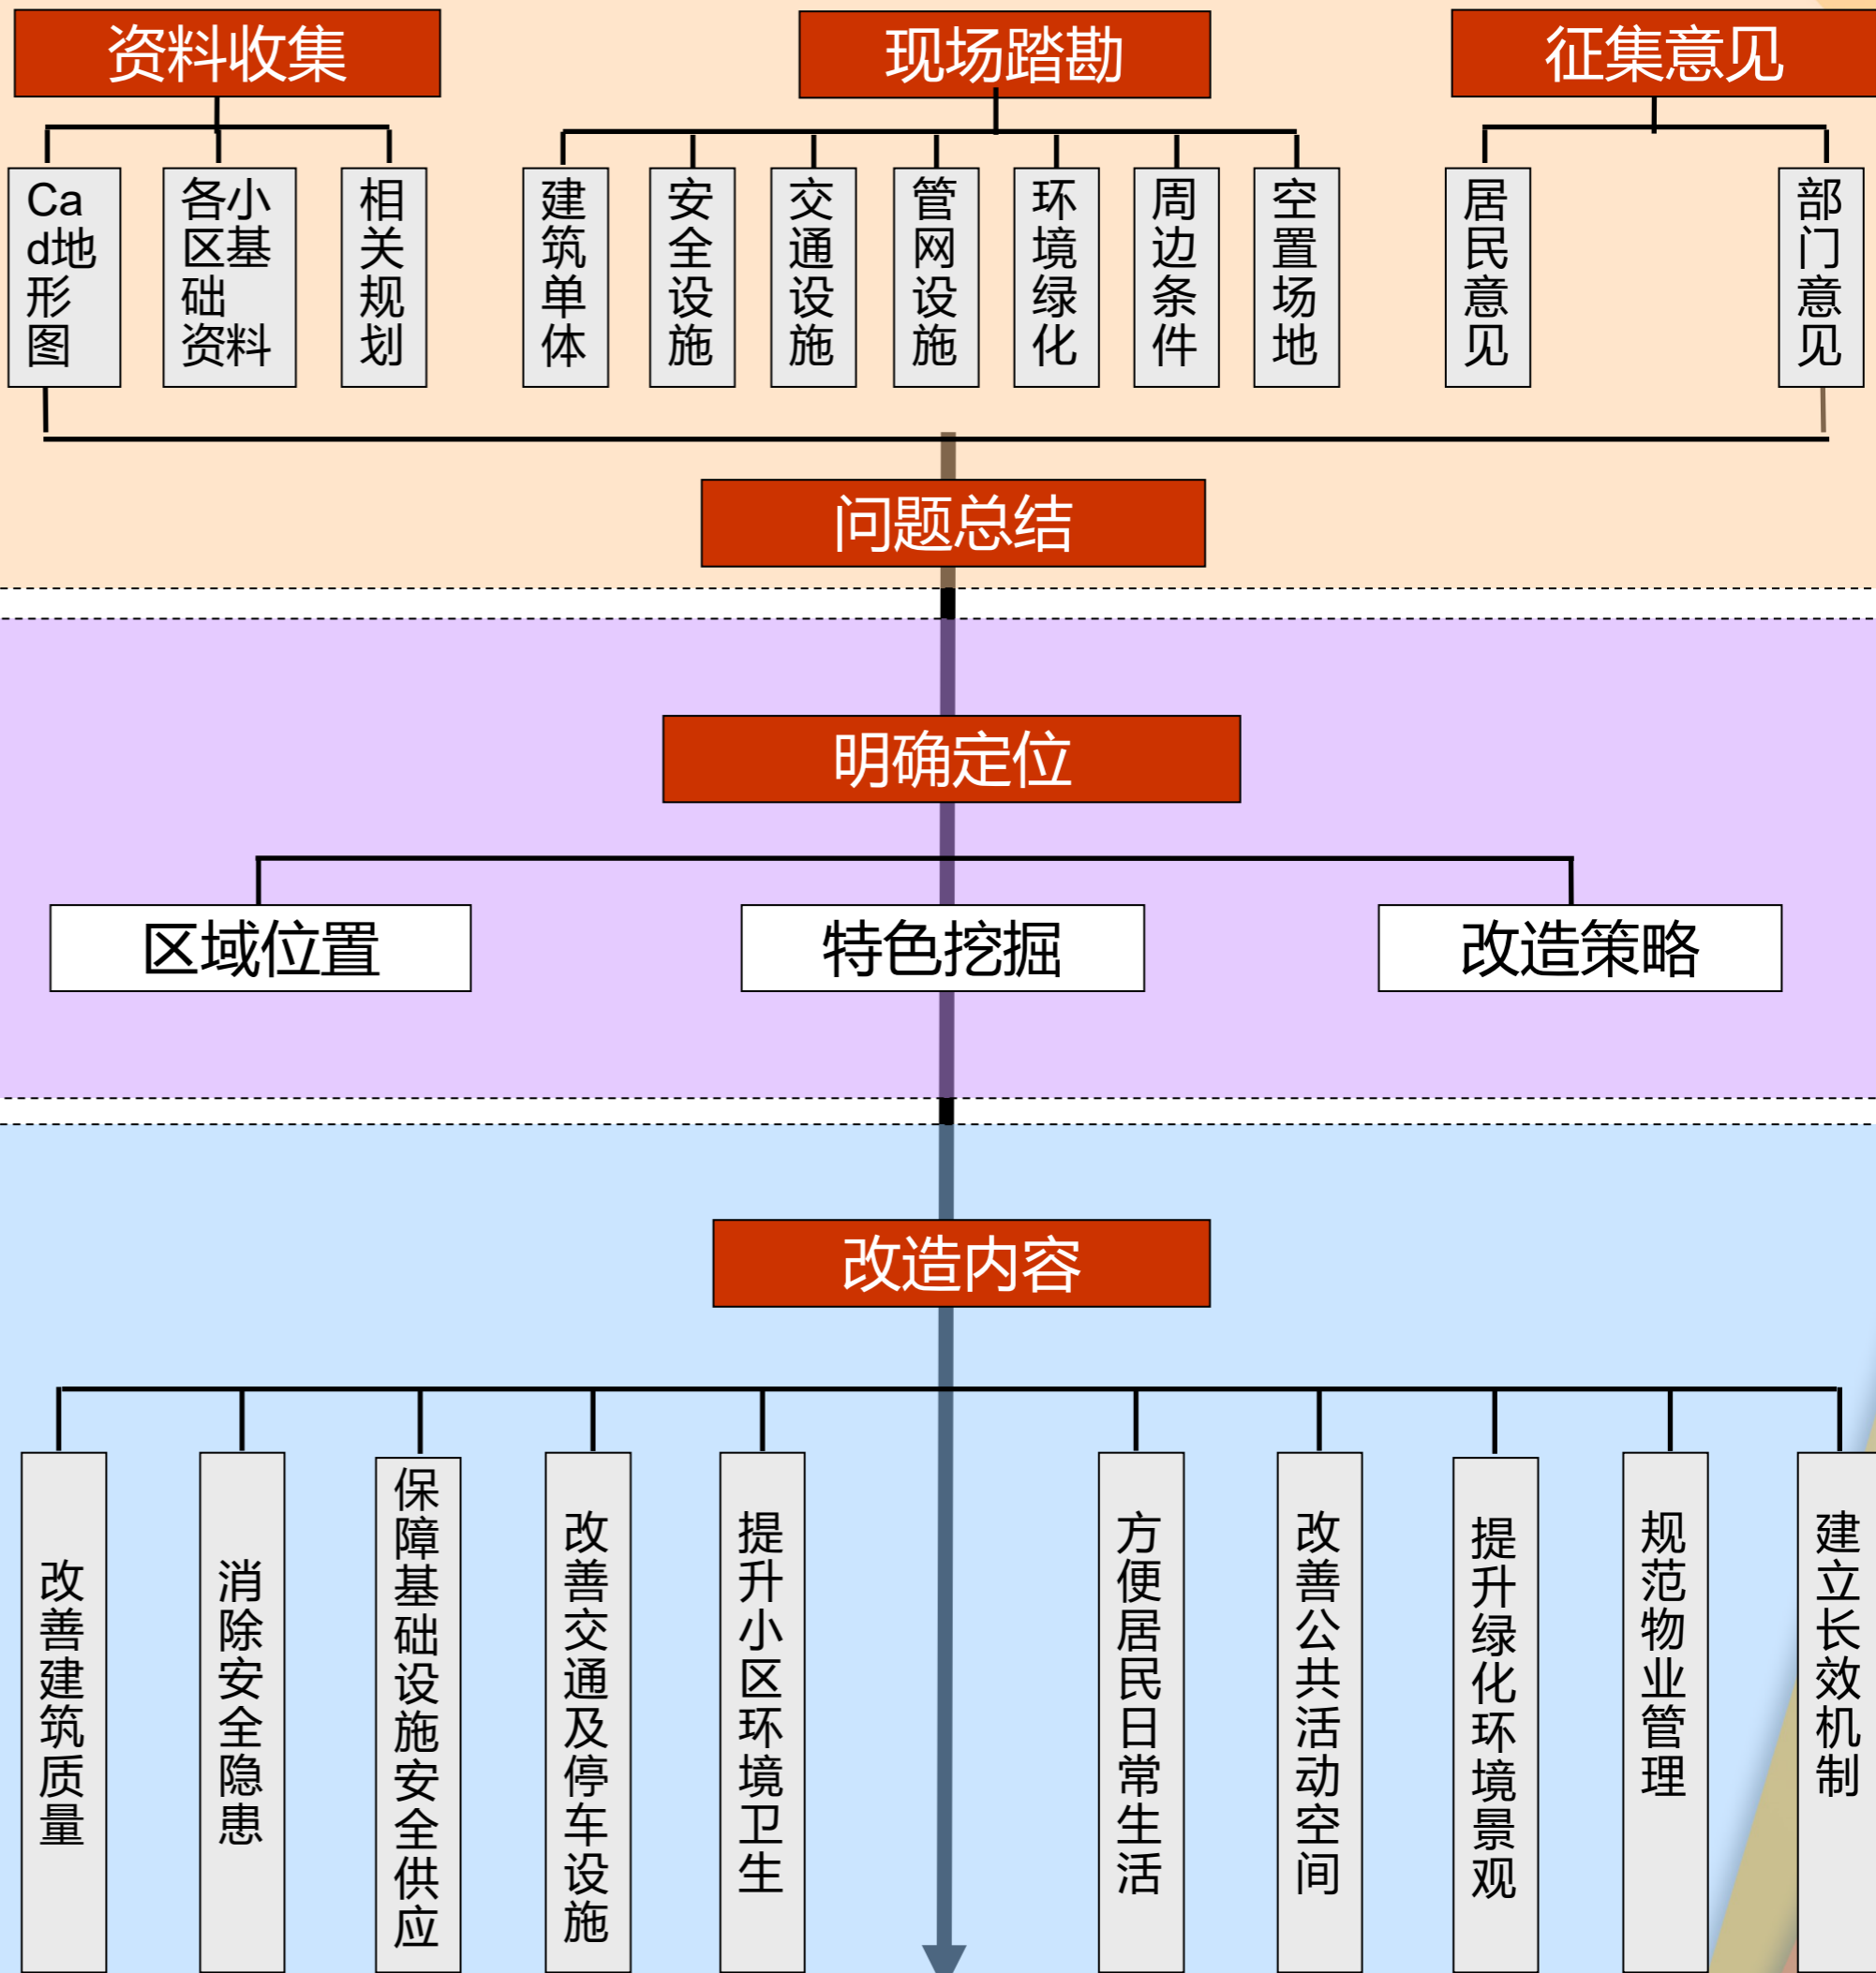 资料收集
现场踏勘
征集意见
Ca
d地
形
图
各小
区基
础
资料
相关规划
建筑单体
安全设施
交通设施
管网设施
环境绿化
周边条件
空置场地
居民意见
部门意见
问题总结
明确定位
区域位置
特色挖掘
改造策略
改造内容
改善建筑质量
消除安全隐患
保障基础设施安全供应
改善交通及停车设施
提升小区环境卫生
方便居民日常生活
改善公共活动空间
提升绿化环境景观
规范物业管理
建立长效机制